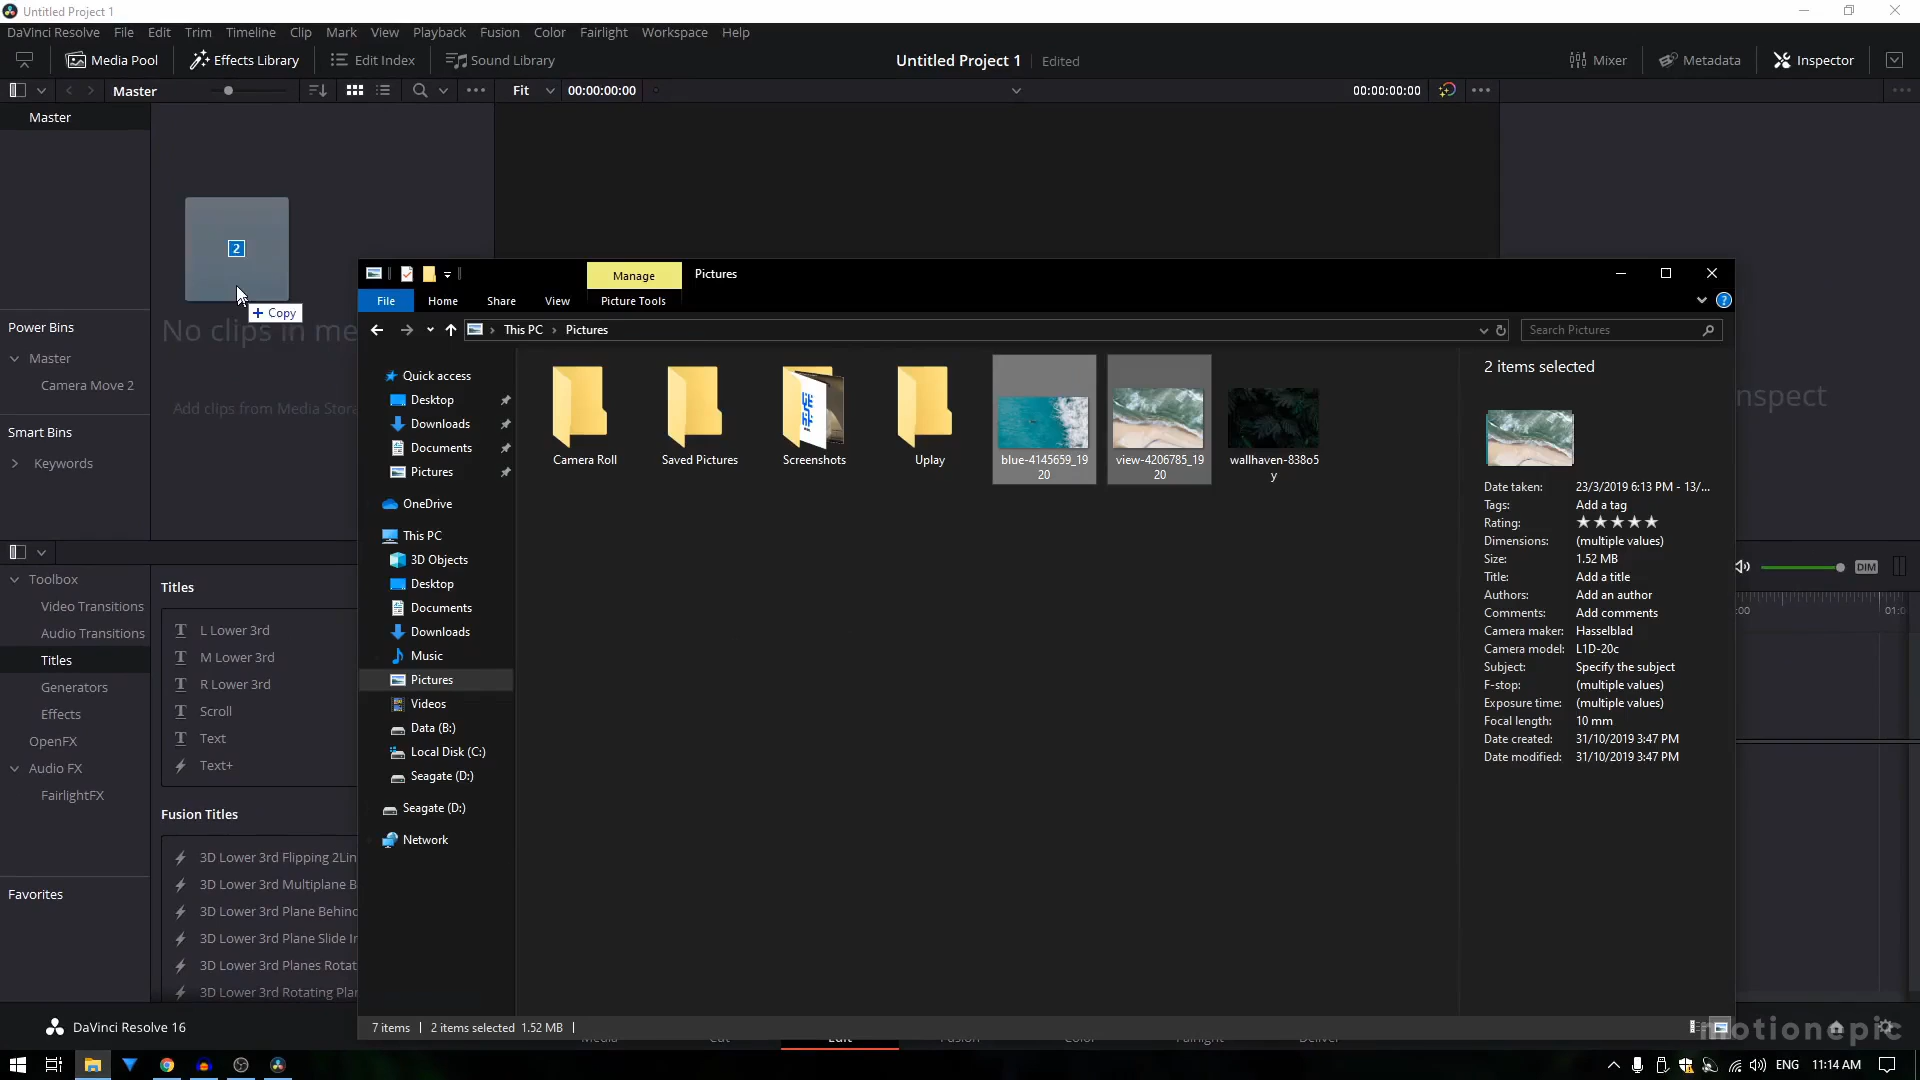 Untitled Project 1
DaVinci Resolve File Edit Trim Timeline Clip Mark View Playback Fusion Color Fairlight Workspace Help
Media Pool Effects Library Edit Index Sound Library Untitled Project 1 Edited Mixer Metadata Inspector
Master Fit 00:00:00:00 00:00:00:00
Master
2
+ Copy
No clips in me
Add clips from Media Stora
Power Bins
Master
Camera Move 2
Smart Bins
Keywords
nspect
Manage Pictures
File Home Share View Picture Tools
This PC Pictures Search Pictures
Quick access
Desktop
Downloads
Documents
Pictures
OneDrive
This PC
3D Objects
Desktop
Documents
Downloads
Music
Pictures
Videos
Data (B:)
Local Disk (C:)
Seagate (D:)
Seagate (D:)
Network
Camera Roll
Saved Pictures
Screenshots
Uplay
blue-4145659_19
20
view-4206785_19
20
wallhaven-838o5
y
2 items selected
Date taken: 23/3/2019 6:13 PM - 13/...
Tags: Add a tag
Rating:
Dimensions: (multiple values)
Size: 1.52 MB
Title: Add a title
Authors: Add an author
Comments: Add comments
Camera maker: Hasselblad
Camera model: L1D-20c
Subject: Specify the subject
F-stop: (multiple values)
Exposure time: (multiple values)
Focal length: 10 mm
Date created: 31/10/2019 3:47 PM
Date modified: 31/10/2019 3:47 PM
7 items 2 items selected 1.52 MB
Toolbox
Video Transitions
Audio Transitions
Titles
Generators
Effects
OpenFX
Audio FX
FairlightFX
Favorites
Titles
L Lower 3rd
M Lower 3rd
R Lower 3rd
Scroll
Text
Text+
Fusion Titles
3D Lower 3rd Flipping 2Lin
3D Lower 3rd Multiplane B
3D Lower 3rd Plane Behind
3D Lower 3rd Plane Slide In
3D Lower 3rd Planes Rotat
3D Lower 3rd Rotating Plan
DIM
:00 01:0
DaVinci Resolve 16
Media Cut Edit Fusion Color Fairlight Deliver
motionepic
ENG 11:14 AM